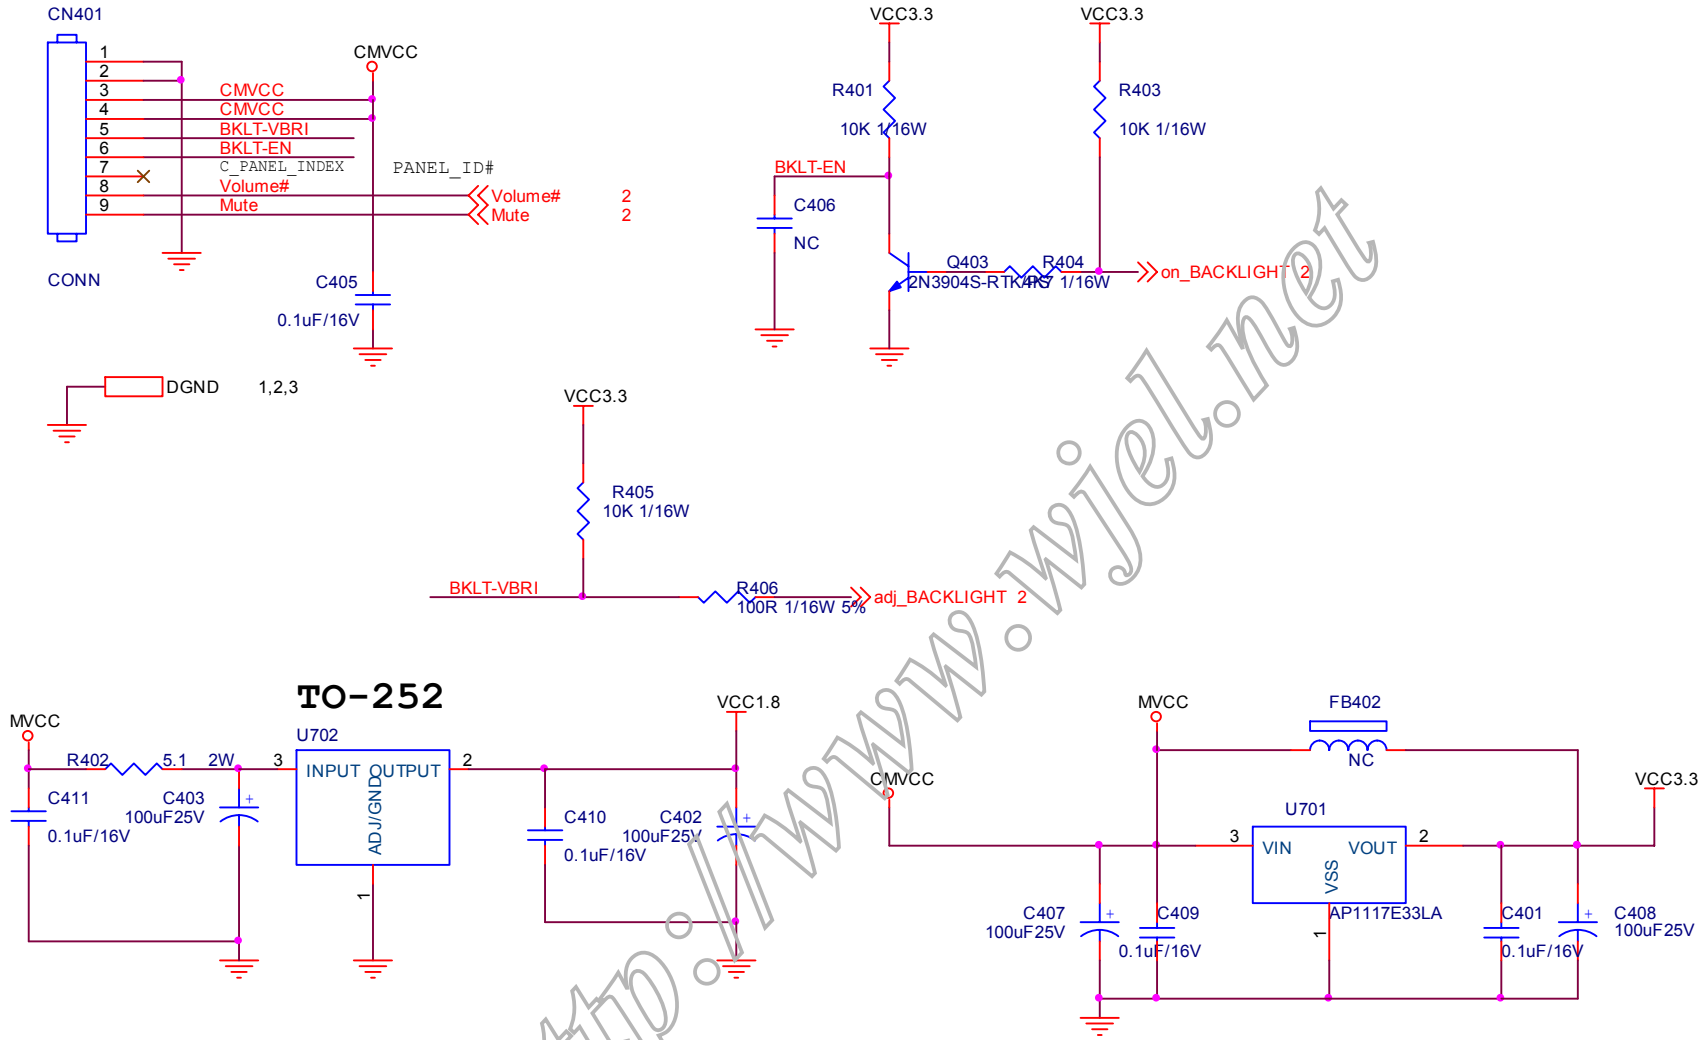 CN401
1
2
3 CMVCC
4 CMVCC
5 BKLT-VBRI
6 BKLT-EN
7 C_PANEL_INDEX PANEL_ID#
8 Volume#
9 Mute
CMVCC
Volume# 2
Mute 2
CONN
C405
0.1uF/16V
DGND 1,2,3
VCC3.3
R401
10K 1/16W
BKLT-EN
C406
NC
VCC3.3
R403
10K 1/16W
Q403
2N3904S-RTK/PS
R404
4K7 1/16W
on_BACKLIGHT 2
VCC3.3
R405
10K 1/16W
BKLT-VBRI
R406
100R 1/16W 5%
adj_BACKLIGHT 2
TO-252
MVCC
R402 5.1 2W
C411
0.1uF/16V
C403
100uF25V
+
U702
3 INPUT OUTPUT 2
ADJ/GND
1
VCC1.8
C410
0.1uF/16V
C402
100uF25V
+
CMVCC
MVCC
FB402
NC
VCC3.3
U701
3 VIN VOUT 2
VSS
AP1117E33LA
1
C407
100uF25V
+
C409
0.1uF/16V
C401
0.1uF/16V
+
C408
100uF25V
ttp://www.wjel.net